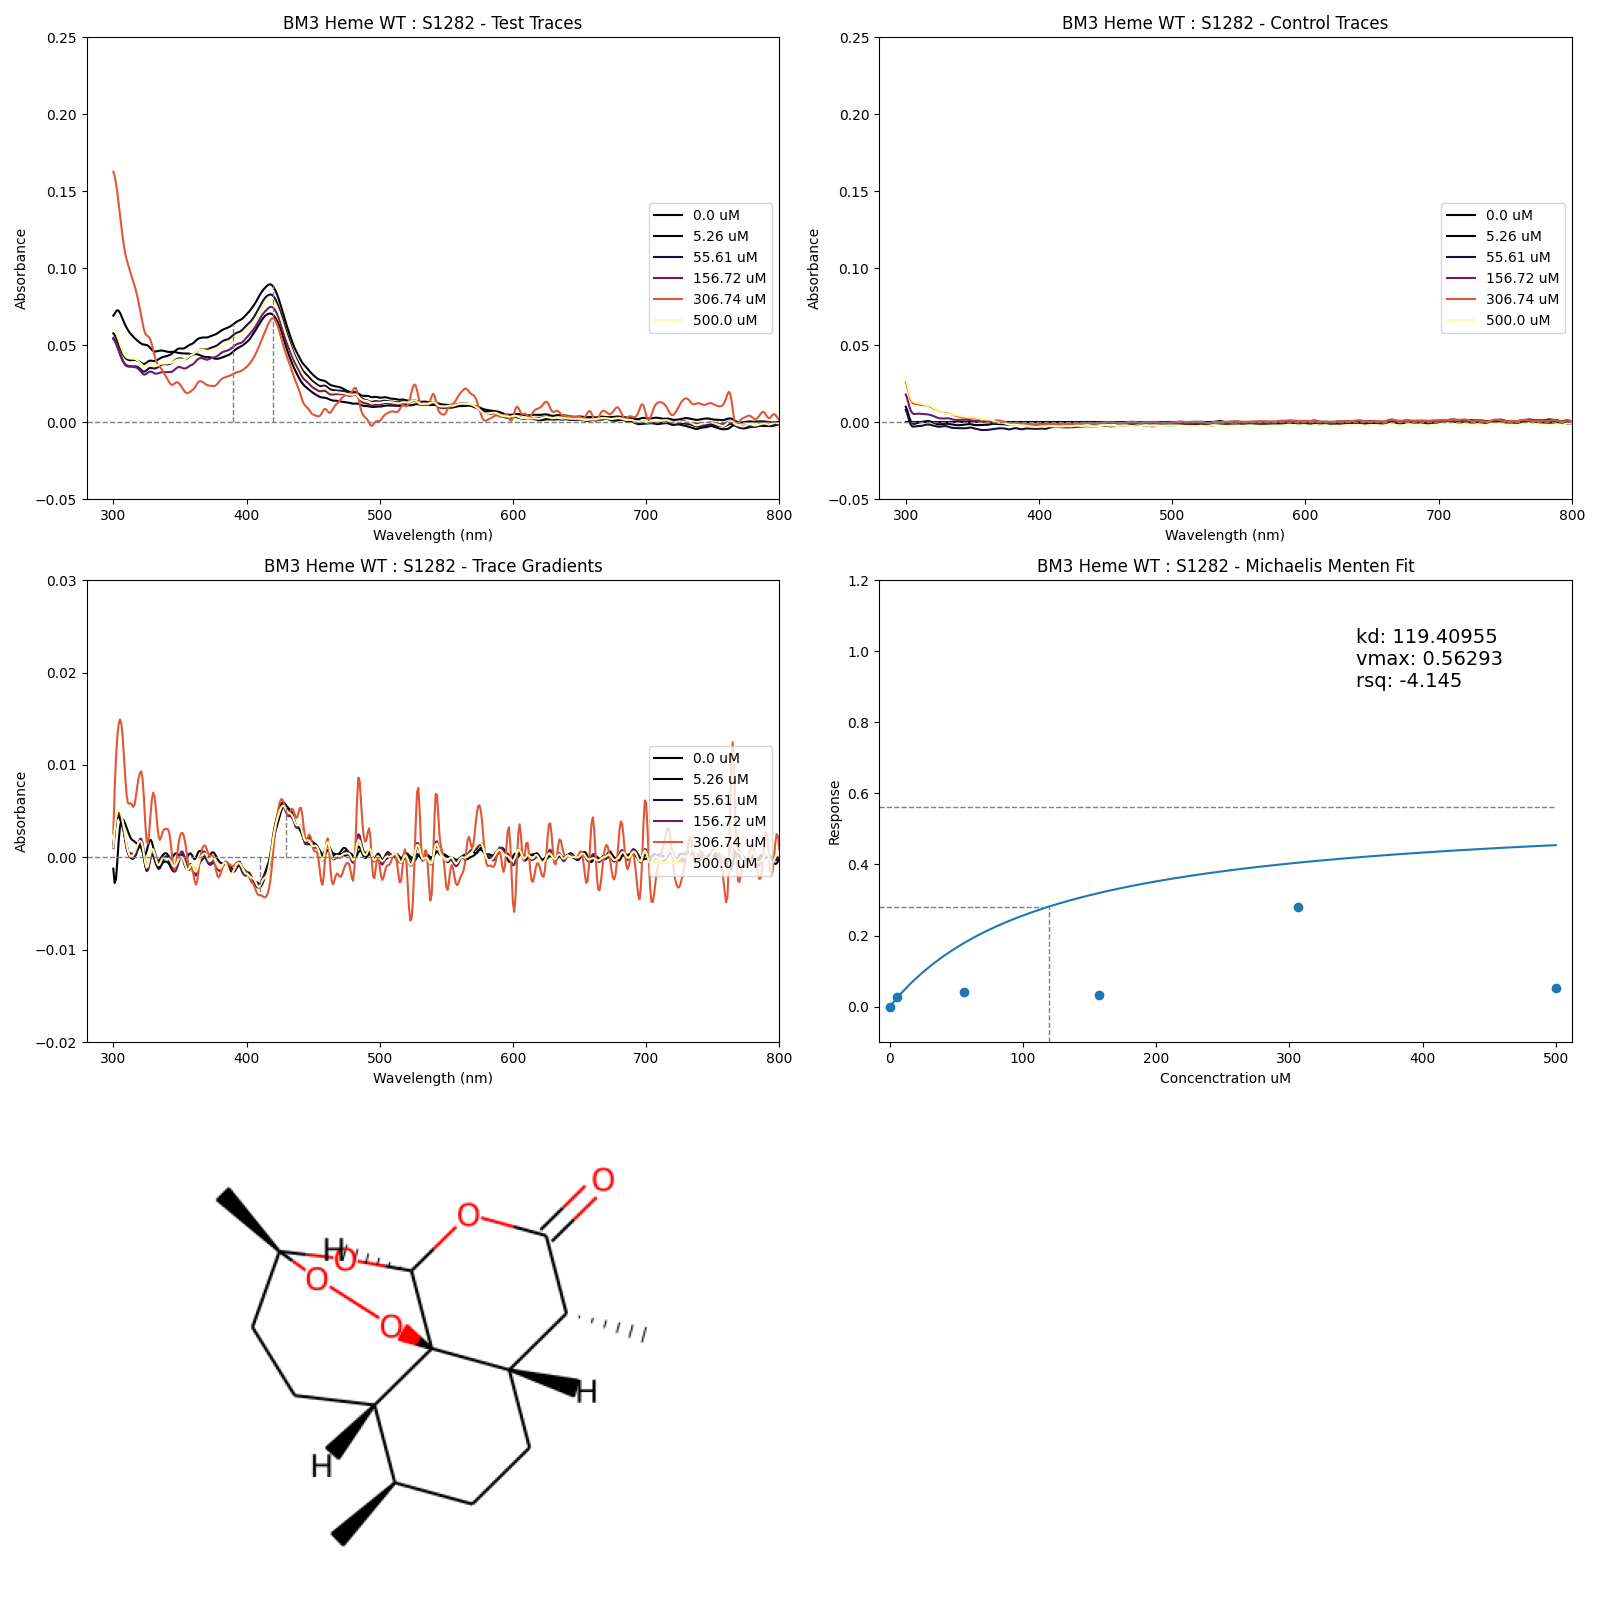 BM3 Heme WT : S1282 - Test Traces
0.25
0.20
0.15
0.10
0.05
0.00
−0.05
Absorbance
300 400 500 600 700 800
Wavelength (nm)
0.0 uM
5.26 uM
55.61 uM
156.72 uM
306.74 uM
500.0 uM
BM3 Heme WT : S1282 - Control Traces
0.25
0.20
0.15
0.10
0.05
0.00
−0.05
Absorbance
300 400 500 600 700 800
Wavelength (nm)
0.0 uM
5.26 uM
55.61 uM
156.72 uM
306.74 uM
500.0 uM
BM3 Heme WT : S1282 - Trace Gradients
0.03
0.02
0.01
0.00
−0.01
−0.02
Absorbance
300 400 500 600 700 800
Wavelength (nm)
0.0 uM
5.26 uM
55.61 uM
156.72 uM
306.74 uM
500.0 uM
BM3 Heme WT : S1282 - Michaelis Menten Fit
1.2
1.0
0.8
0.6
0.4
0.2
0.0
Response
kd: 119.40955
vmax: 0.56293
rsq: -4.145
0 100 200 300 400 500
Concenctration uM
O
O
H
O
O
O
H
H